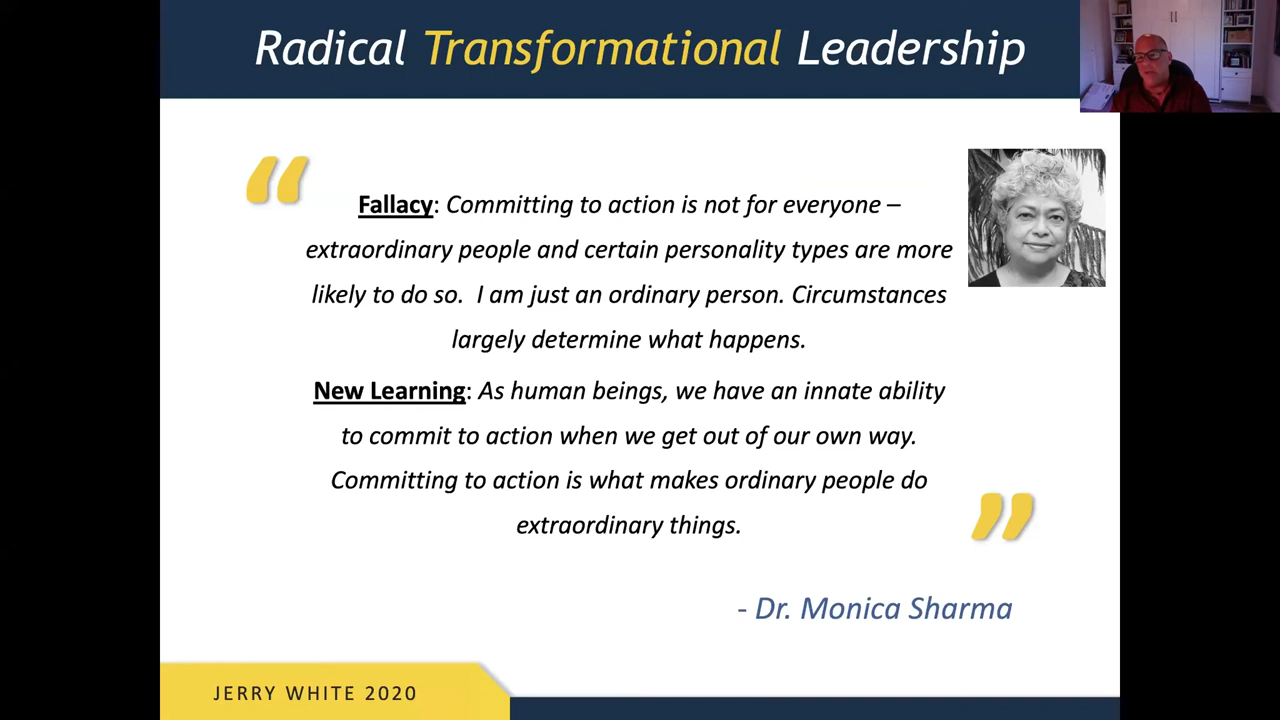 Radical Transformational Leadership
“
Fallacy: Committing to action is not for everyone –
extraordinary people and certain personality types are more
likely to do so.  I am just an ordinary person. Circumstances
largely determine what happens.
New Learning: As human beings, we have an innate ability
to commit to action when we get out of our own way.
Committing to action is what makes ordinary people do
extraordinary things.
”
- Dr. Monica Sharma
JERRY WHITE 2020